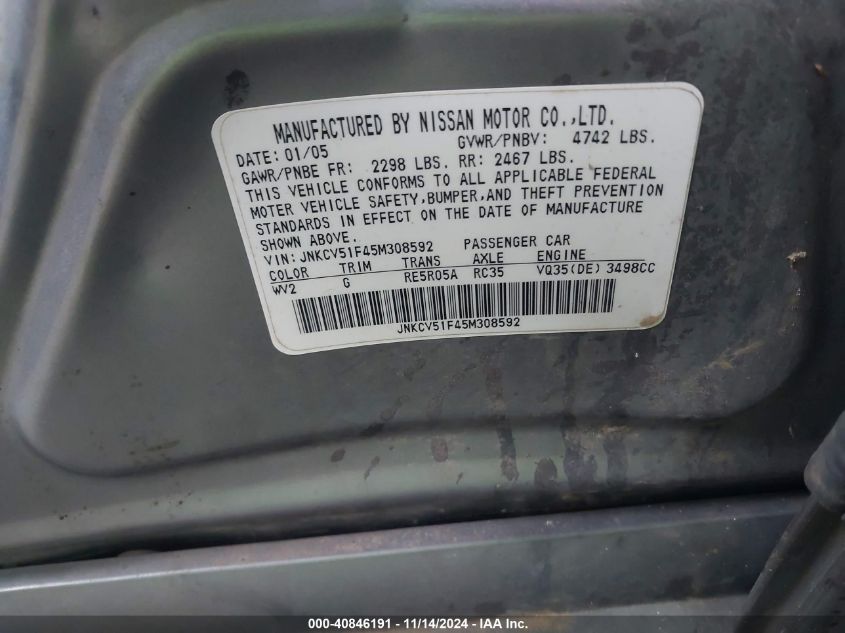 MANUFACTURED BY NISSAN MOTOR CO.,LTD.
DATE: 01/05 GVWR/PNBV: 4742 LBS.
GAWR/PNBE FR: 2298 LBS. RR: 2467 LBS.
THIS VEHICLE CONFORMS TO ALL APPLICABLE FEDERAL
MOTER VEHICLE SAFETY,BUMPER,AND THEFT PREVENTION
STANDARDS IN EFFECT ON THE DATE OF MANUFACTURE
SHOWN ABOVE.
VIN: JNKCV51F45M308592 PASSENGER CAR
COLOR TRIM TRANS AXLE ENGINE
WV2 G RE5R05A RC35 VQ35(DE) 3498CC
JNKCV51F45M308592
000-40846191 - 11/14/2024 - IAA Inc.